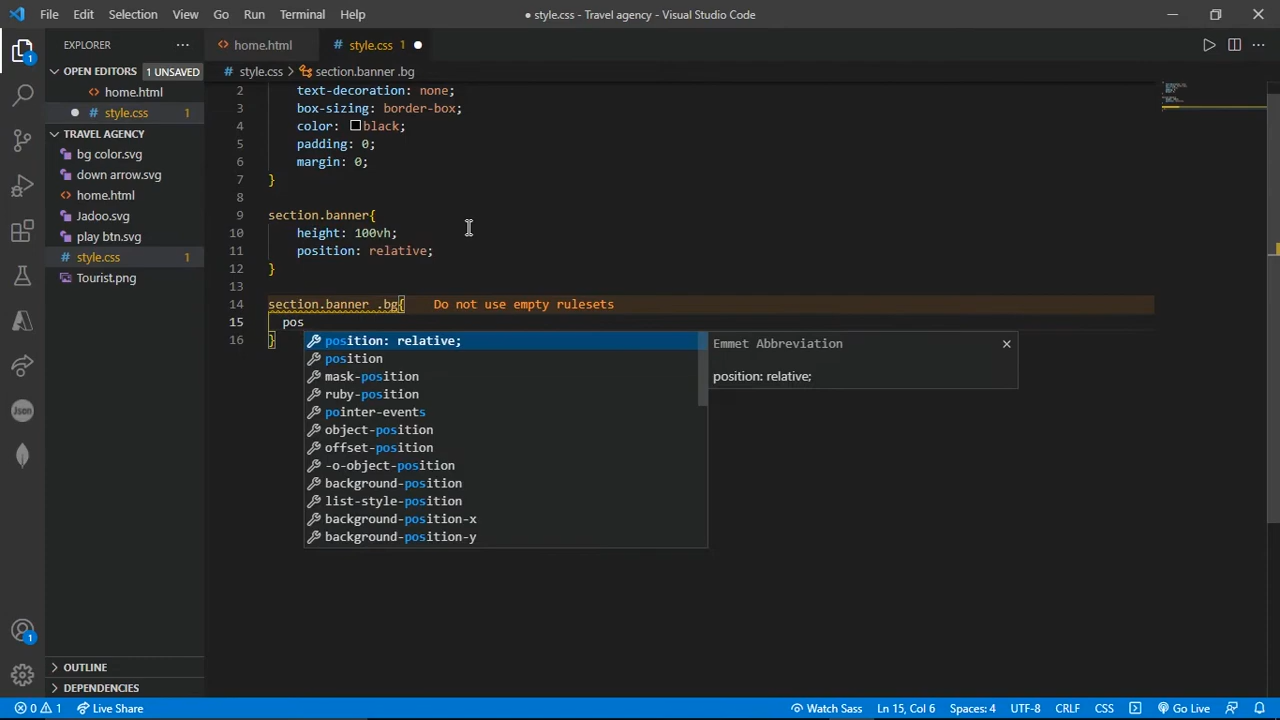 File Edit Selection View Go Run Terminal Help
● style.css - Travel agency - Visual Studio Code
EXPLORER
home.html
style.css 1
OPEN EDITORS 1 UNSAVED
style.css > section.banner .bg
home.html
style.css 1
TRAVEL AGENCY
bg color.svg
down arrow.svg
home.html
Jadoo.svg
play btn.svg
style.css 1
Tourist.png
2 text-decoration: none;
3 box-sizing: border-box;
4 color: black;
5 padding: 0;
6 margin: 0;
7 }
8
9 section.banner{
10 height: 100vh;
11 position: relative;
12 }
13
14 section.banner .bg{ Do not use empty rulesets
15 pos
16 }
position: relative;
position
mask-position
ruby-position
pointer-events
object-position
offset-position
-o-object-position
background-position
list-style-position
background-position-x
background-position-y
Emmet Abbreviation
position: relative;
1
Json
1
OUTLINE
DEPENDENCIES
0 1 Live Share
Watch Sass Ln 15, Col 6 Spaces: 4 UTF-8 CRLF CSS Go Live